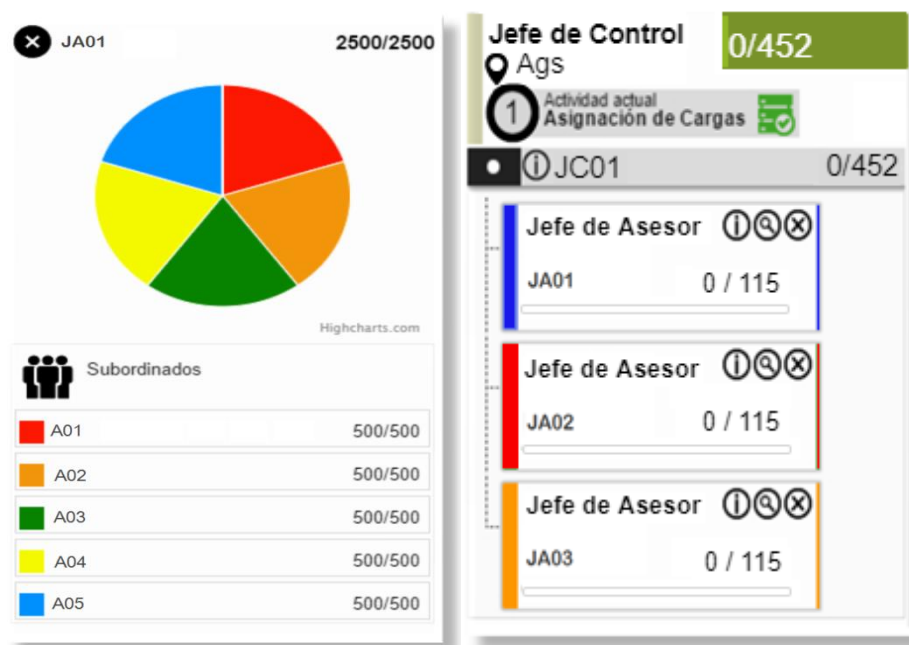 JA01 2500/2500
Highcharts.com
Subordinados
A01 500/500
A02 500/500
A03 500/500
A04 500/500
A05 500/500
Jefe de Control 0/452
Ags
1 Actividad actual
Asignación de Cargas
JC01 0/452
Jefe de Asesor
JA01 0 / 115
Jefe de Asesor
JA02 0 / 115
Jefe de Asesor
JA03 0 / 115